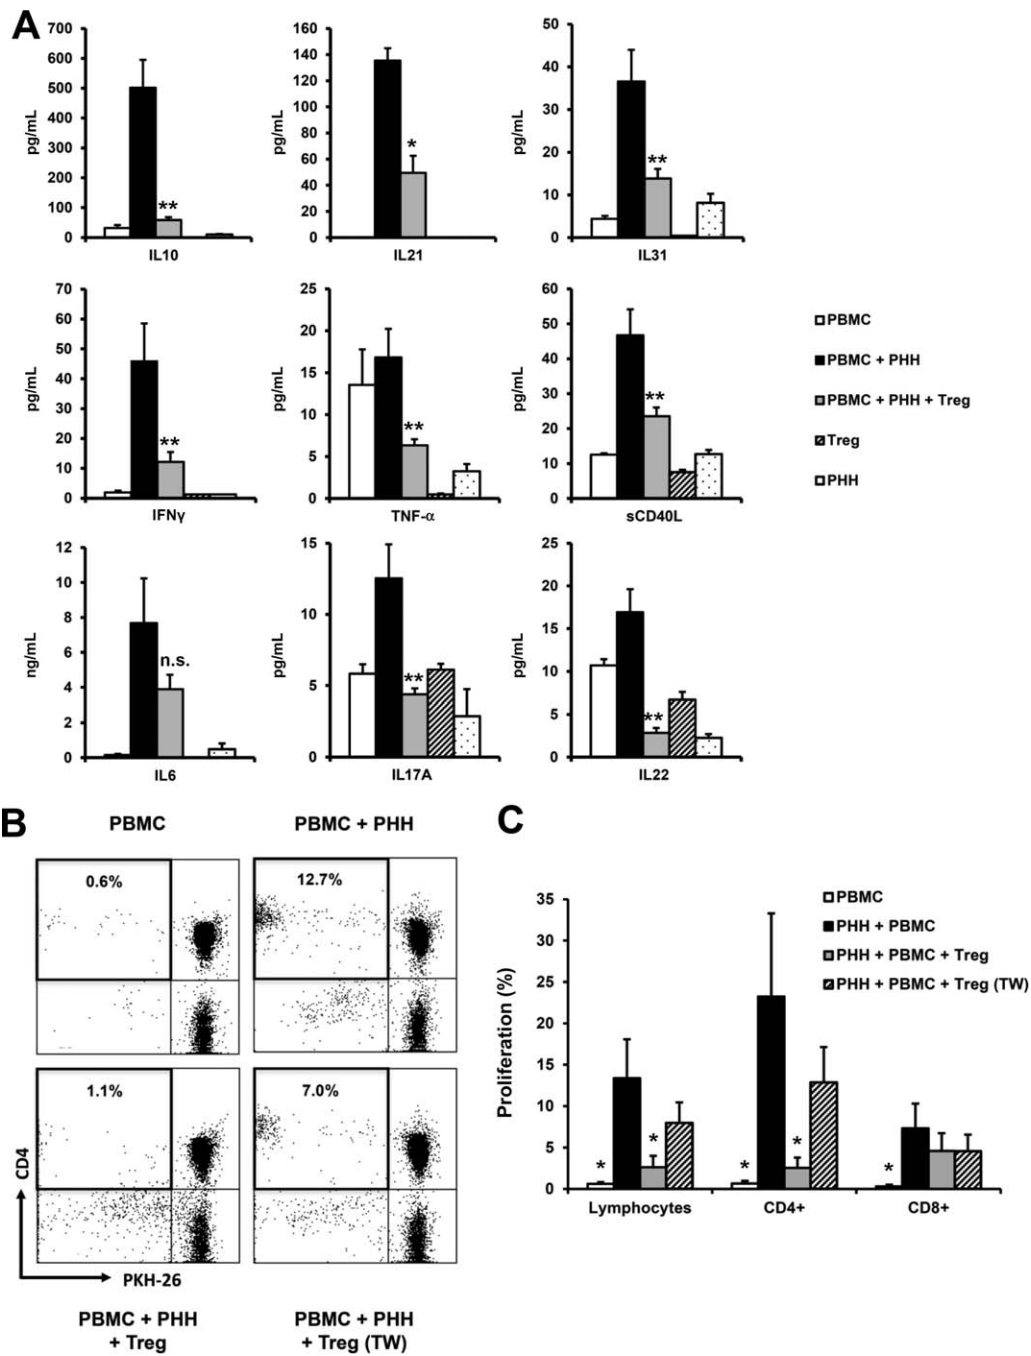 A
700
600
500
400
300
200
100
0
pg/mL
**
IL10
160
140
120
100
80
60
40
20
0
pg/mL
*
IL21
50
40
30
20
10
0
pg/mL
**
IL31
70
60
50
40
30
20
10
0
pg/mL
**
IFNγ
25
20
15
10
5
0
pg/mL
**
TNF-α
60
50
40
30
20
10
0
pg/mL
**
sCD40L
PBMC
PBMC + PHH
PBMC + PHH + Treg
Treg
PHH
12
10
8
6
4
2
0
ng/mL
n.s.
IL6
15
10
5
0
pg/mL
**
IL17A
25
20
15
10
5
0
pg/mL
**
IL22
B
PBMC
PBMC + PHH
0.6%
12.7%
1.1%
7.0%
CD4
PKH-26
PBMC + PHH
+ Treg
PBMC + PHH
+ Treg (TW)
C
PBMC
PHH + PBMC
PHH + PBMC + Treg
PHH + PBMC + Treg (TW)
35
30
25
20
15
10
5
0
Proliferation (%)
*
*
*
*
*
Lymphocytes
CD4+
CD8+